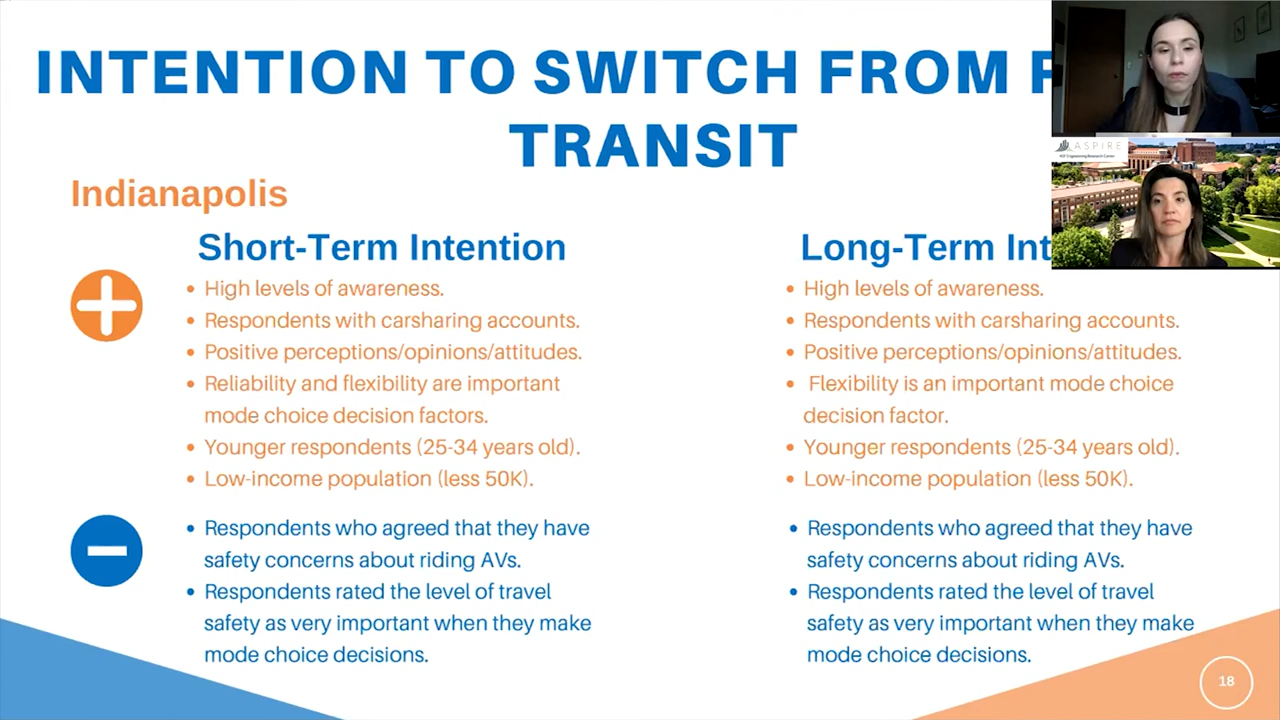 INTENTION TO SWITCH FROM
TRANSIT
Indianapolis
Short-Term Intention
• High levels of awareness.
• Respondents with carsharing accounts.
• Positive perceptions/opinions/attitudes.
• Reliability and flexibility are important
mode choice decision factors.
• Younger respondents (25-34 years old).
• Low-income population (less 50K).
• Respondents who agreed that they have
safety concerns about riding AVs.
• Respondents rated the level of travel
safety as very important when they make
mode choice decisions.
Long-Term Int
• High levels of awareness.
• Respondents with carsharing accounts.
• Positive perceptions/opinions/attitudes.
• Flexibility is an important mode choice
decision factor.
• Younger respondents (25-34 years old).
• Low-income population (less 50K).
• Respondents who agreed that they have
safety concerns about riding AVs.
• Respondents rated the level of travel
safety as very important when they make
mode choice decisions.
ASPIRE
NSF Engineering Research Center
18